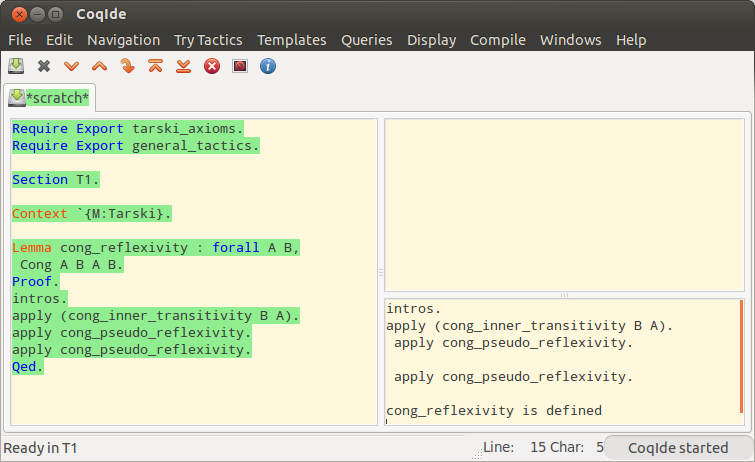 CoqIde
File Edit Navigation Try Tactics Templates Queries Display Compile Windows Help
*scratch*
Require Export tarski_axioms.
Require Export general_tactics.
Section T1.
Context `{M:Tarski}.
Lemma cong_reflexivity : forall A B,
Cong A B A B.
Proof.
intros.
apply (cong_inner_transitivity B A).
apply cong_pseudo_reflexivity.
apply cong_pseudo_reflexivity.
Qed.
intros.
apply (cong_inner_transitivity B A).
apply cong_pseudo_reflexivity.
apply cong_pseudo_reflexivity.
cong_reflexivity is defined
Ready in T1
Line: 15 Char: 5
CoqIde started